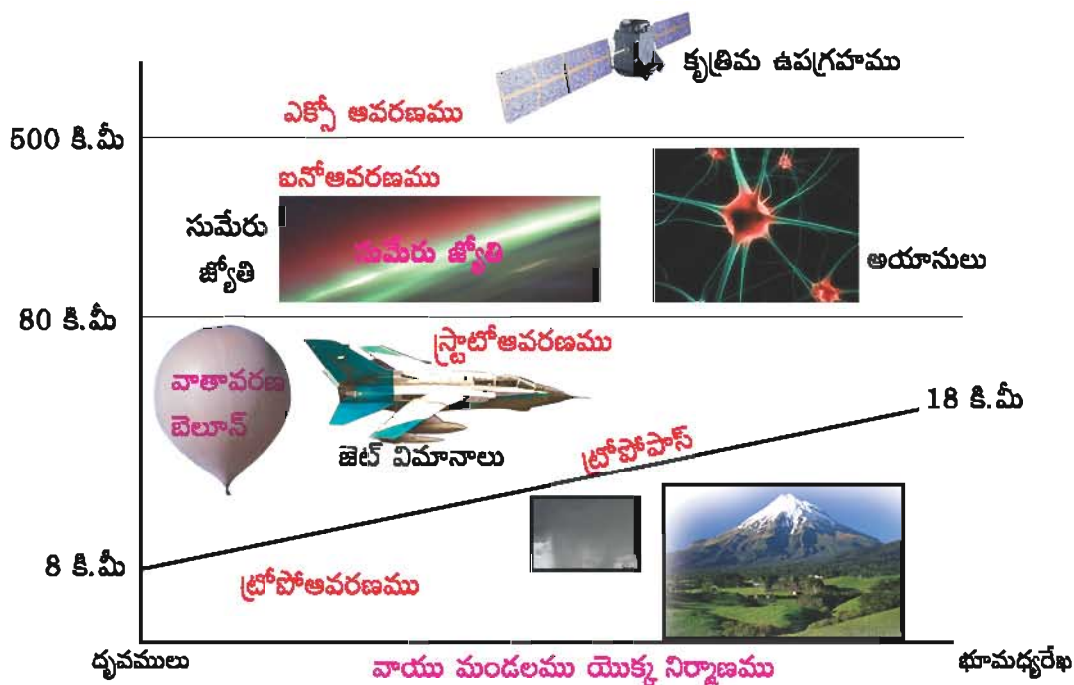 కృత్రిమ ఉపగ్రహము
ఎక్సో ఆవరణము
500 కి.మీ
ఐనోఆవరణము
సుమేరు
జ్యోతి
సుమేరు జ్యోతి
అయానులు
80 కి.మీ
స్ట్రాటోఆవరణము
వాతావరణ
బెలూన్
జెట్ విమానాలు
18 కి.మీ
ట్రోపోపాస్
8 కి.మీ
ట్రోపోఆవరణము
దృవములు
వాయు మండలము యొక్క నిర్మాణము
భూమధ్యరేఖ